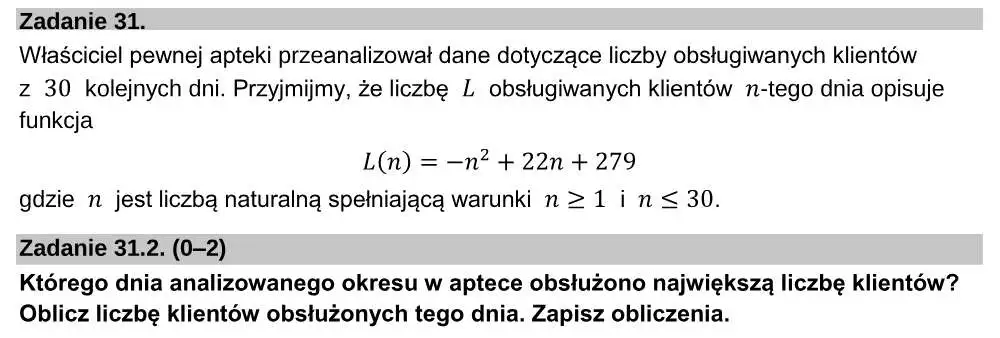 Zadanie 31.
Właściciel pewnej apteki przeanalizował dane dotyczące liczby obsługiwanych klientów
z 30 kolejnych dni. Przyjmijmy, że liczbę L obsługiwanych klientów n-tego dnia opisuje
funkcja
L(n) = −n² + 22n + 279
gdzie n jest liczbą naturalną spełniającą warunki n ≥ 1 i n ≤ 30.
Zadanie 31.2. (0–2)
Którego dnia analizowanego okresu w aptece obsłużono największą liczbę klientów?
Oblicz liczbę klientów obsłużonych tego dnia. Zapisz obliczenia.